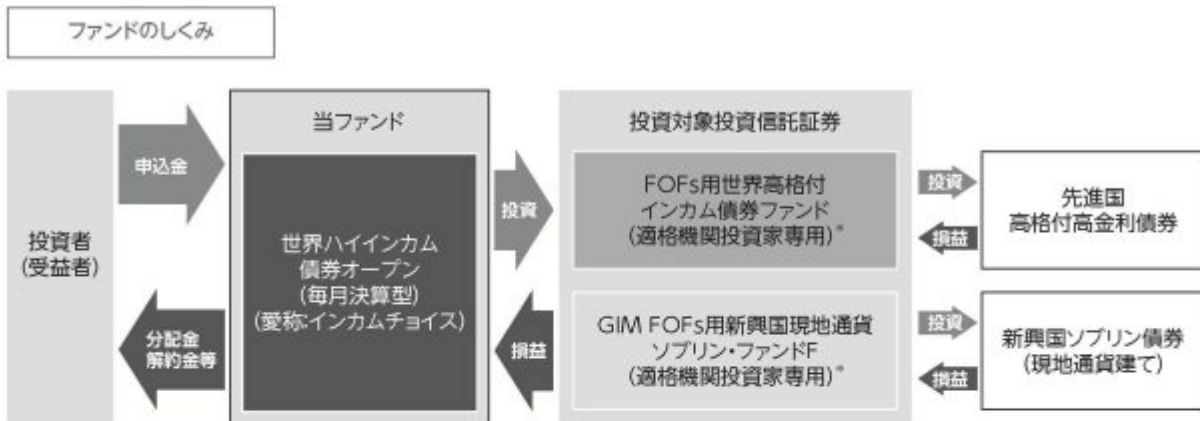 ファンドのしくみ
投資者
(受益者)
申込金
分配金
解約金等
当ファンド
世界ハイインカム
債券オープン
(毎月決算型)
(愛称:インカムチョイス)
投資
損益
投資対象投資信託証券
FOFs用世界高格付
インカム債券ファンド
(適格機関投資家専用)*
GIM FOFs用新興国現地通貨
ソブリン・ファンドF
(適格機関投資家専用)*
投資
損益
投資
損益
先進国
高格付高金利債券
新興国ソブリン債券
(現地通貨建て)